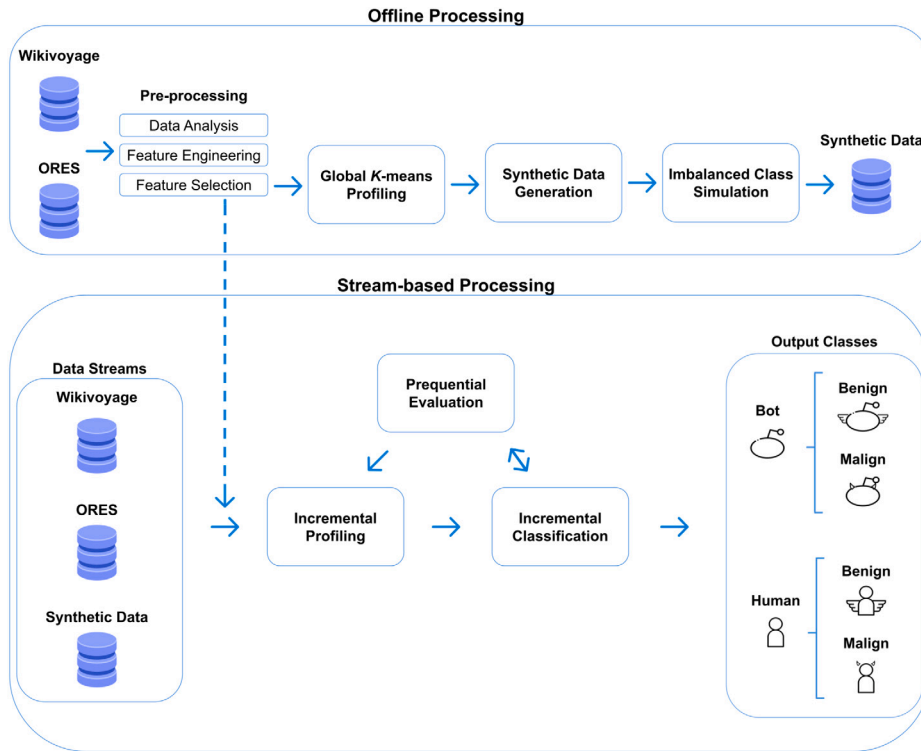 Offline Processing
Wikivoyage
Pre-processing
Data Analysis
Feature Engineering
Feature Selection
ORES
Global K-means
Profiling
Synthetic Data
Generation
Imbalanced Class
Simulation
Synthetic Data
Stream-based Processing
Data Streams
Wikivoyage
ORES
Synthetic Data
Prequential
Evaluation
Incremental
Profiling
Incremental
Classification
Output Classes
Bot
Benign
Malign
Human
Benign
Malign